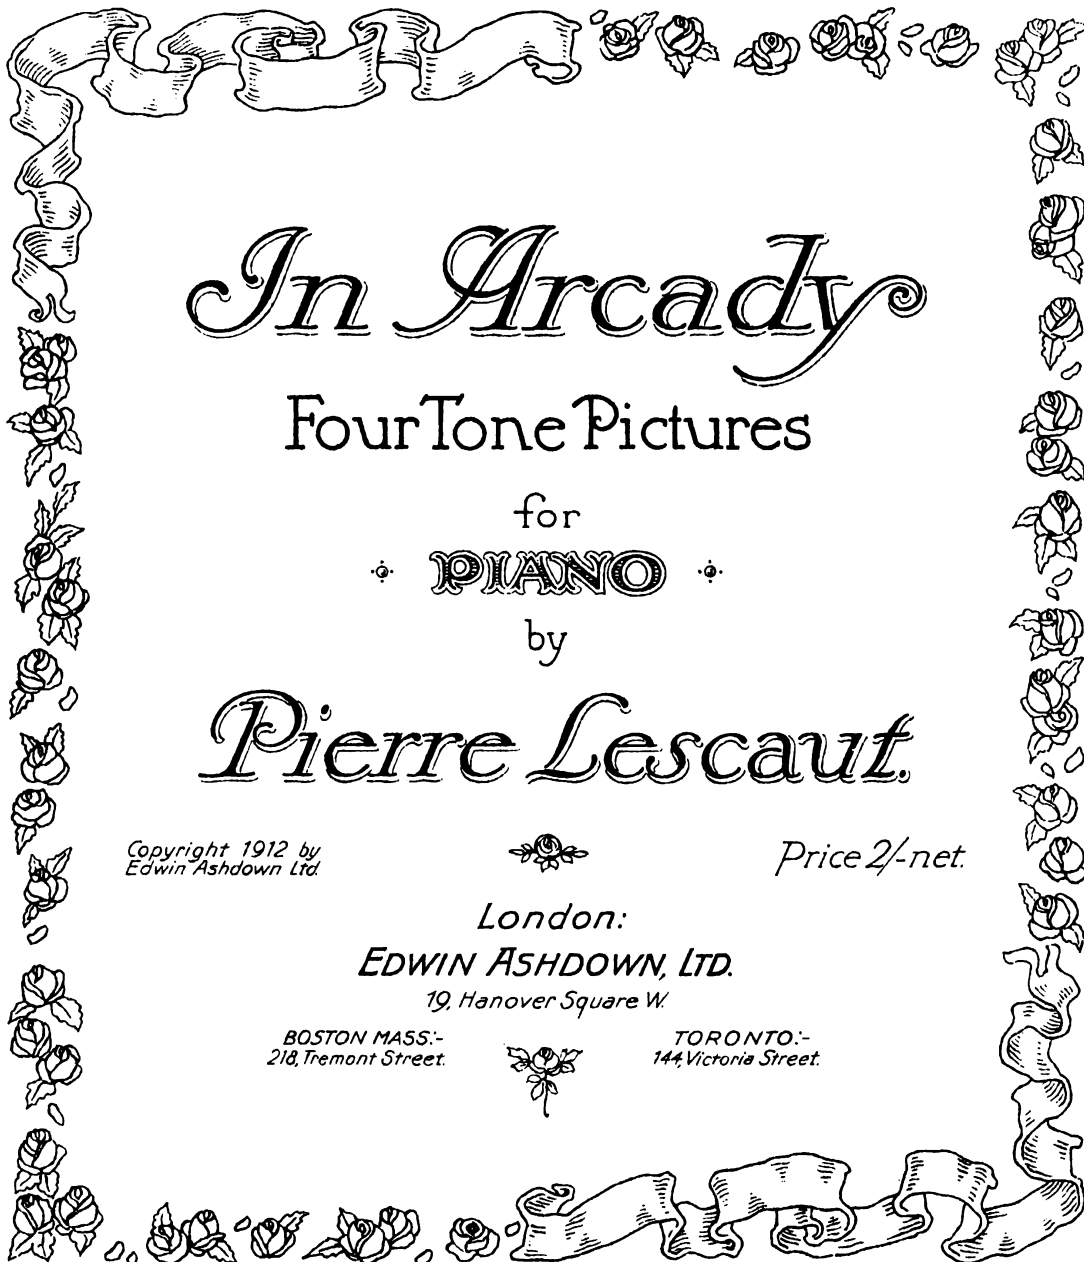 In Arcady
Four Tone Pictures
for
PIANO
by
Pierre Lescaut.
Copyright 1912 by
Edwin Ashdown Ltd.
Price 2/-net.
London:
EDWIN ASHDOWN, LTD.
19, Hanover Square W.
BOSTON MASS:-
218, Tremont Street.
TORONTO:-
144, Victoria Street.